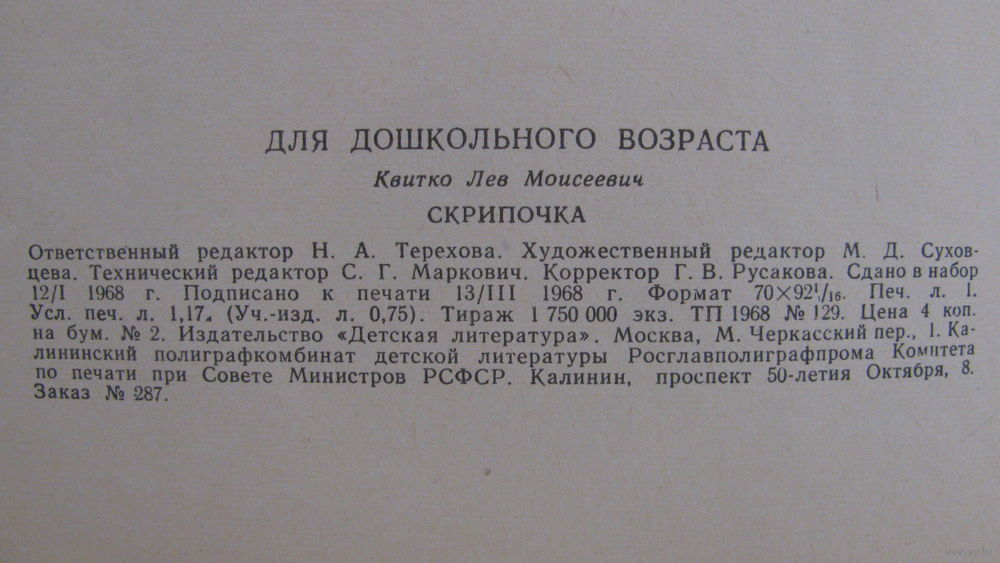 ДЛЯ ДОШКОЛЬНОГО ВОЗРАСТА
Квитко Лев Моисеевич
СКРИПОЧКА
Ответственный редактор Н. А. Терехова. Художественный редактор М. Д. Сухов-
цева. Технический редактор С. Г. Маркович. Корректор Г. В. Русакова. Сдано в набор
12/I 1968 г. Подписано к печати 13/III 1968 г. Формат 70×92¹/₁₆. Печ. л. 1.
Усл. печ. л. 1,17. (Уч.-изд. л. 0,75). Тираж 1 750 000 экз. ТП 1968 № 129. Цена 4 коп.
на бум. № 2. Издательство «Детская литература». Москва, М. Черкасский пер., 1. Ка-
лининский полиграфкомбинат детской литературы Росглавполиграфпрома Комитета
по печати при Совете Министров РСФСР. Калинин, проспект 50-летия Октября, 8.
Заказ № 287.
www.ay.by